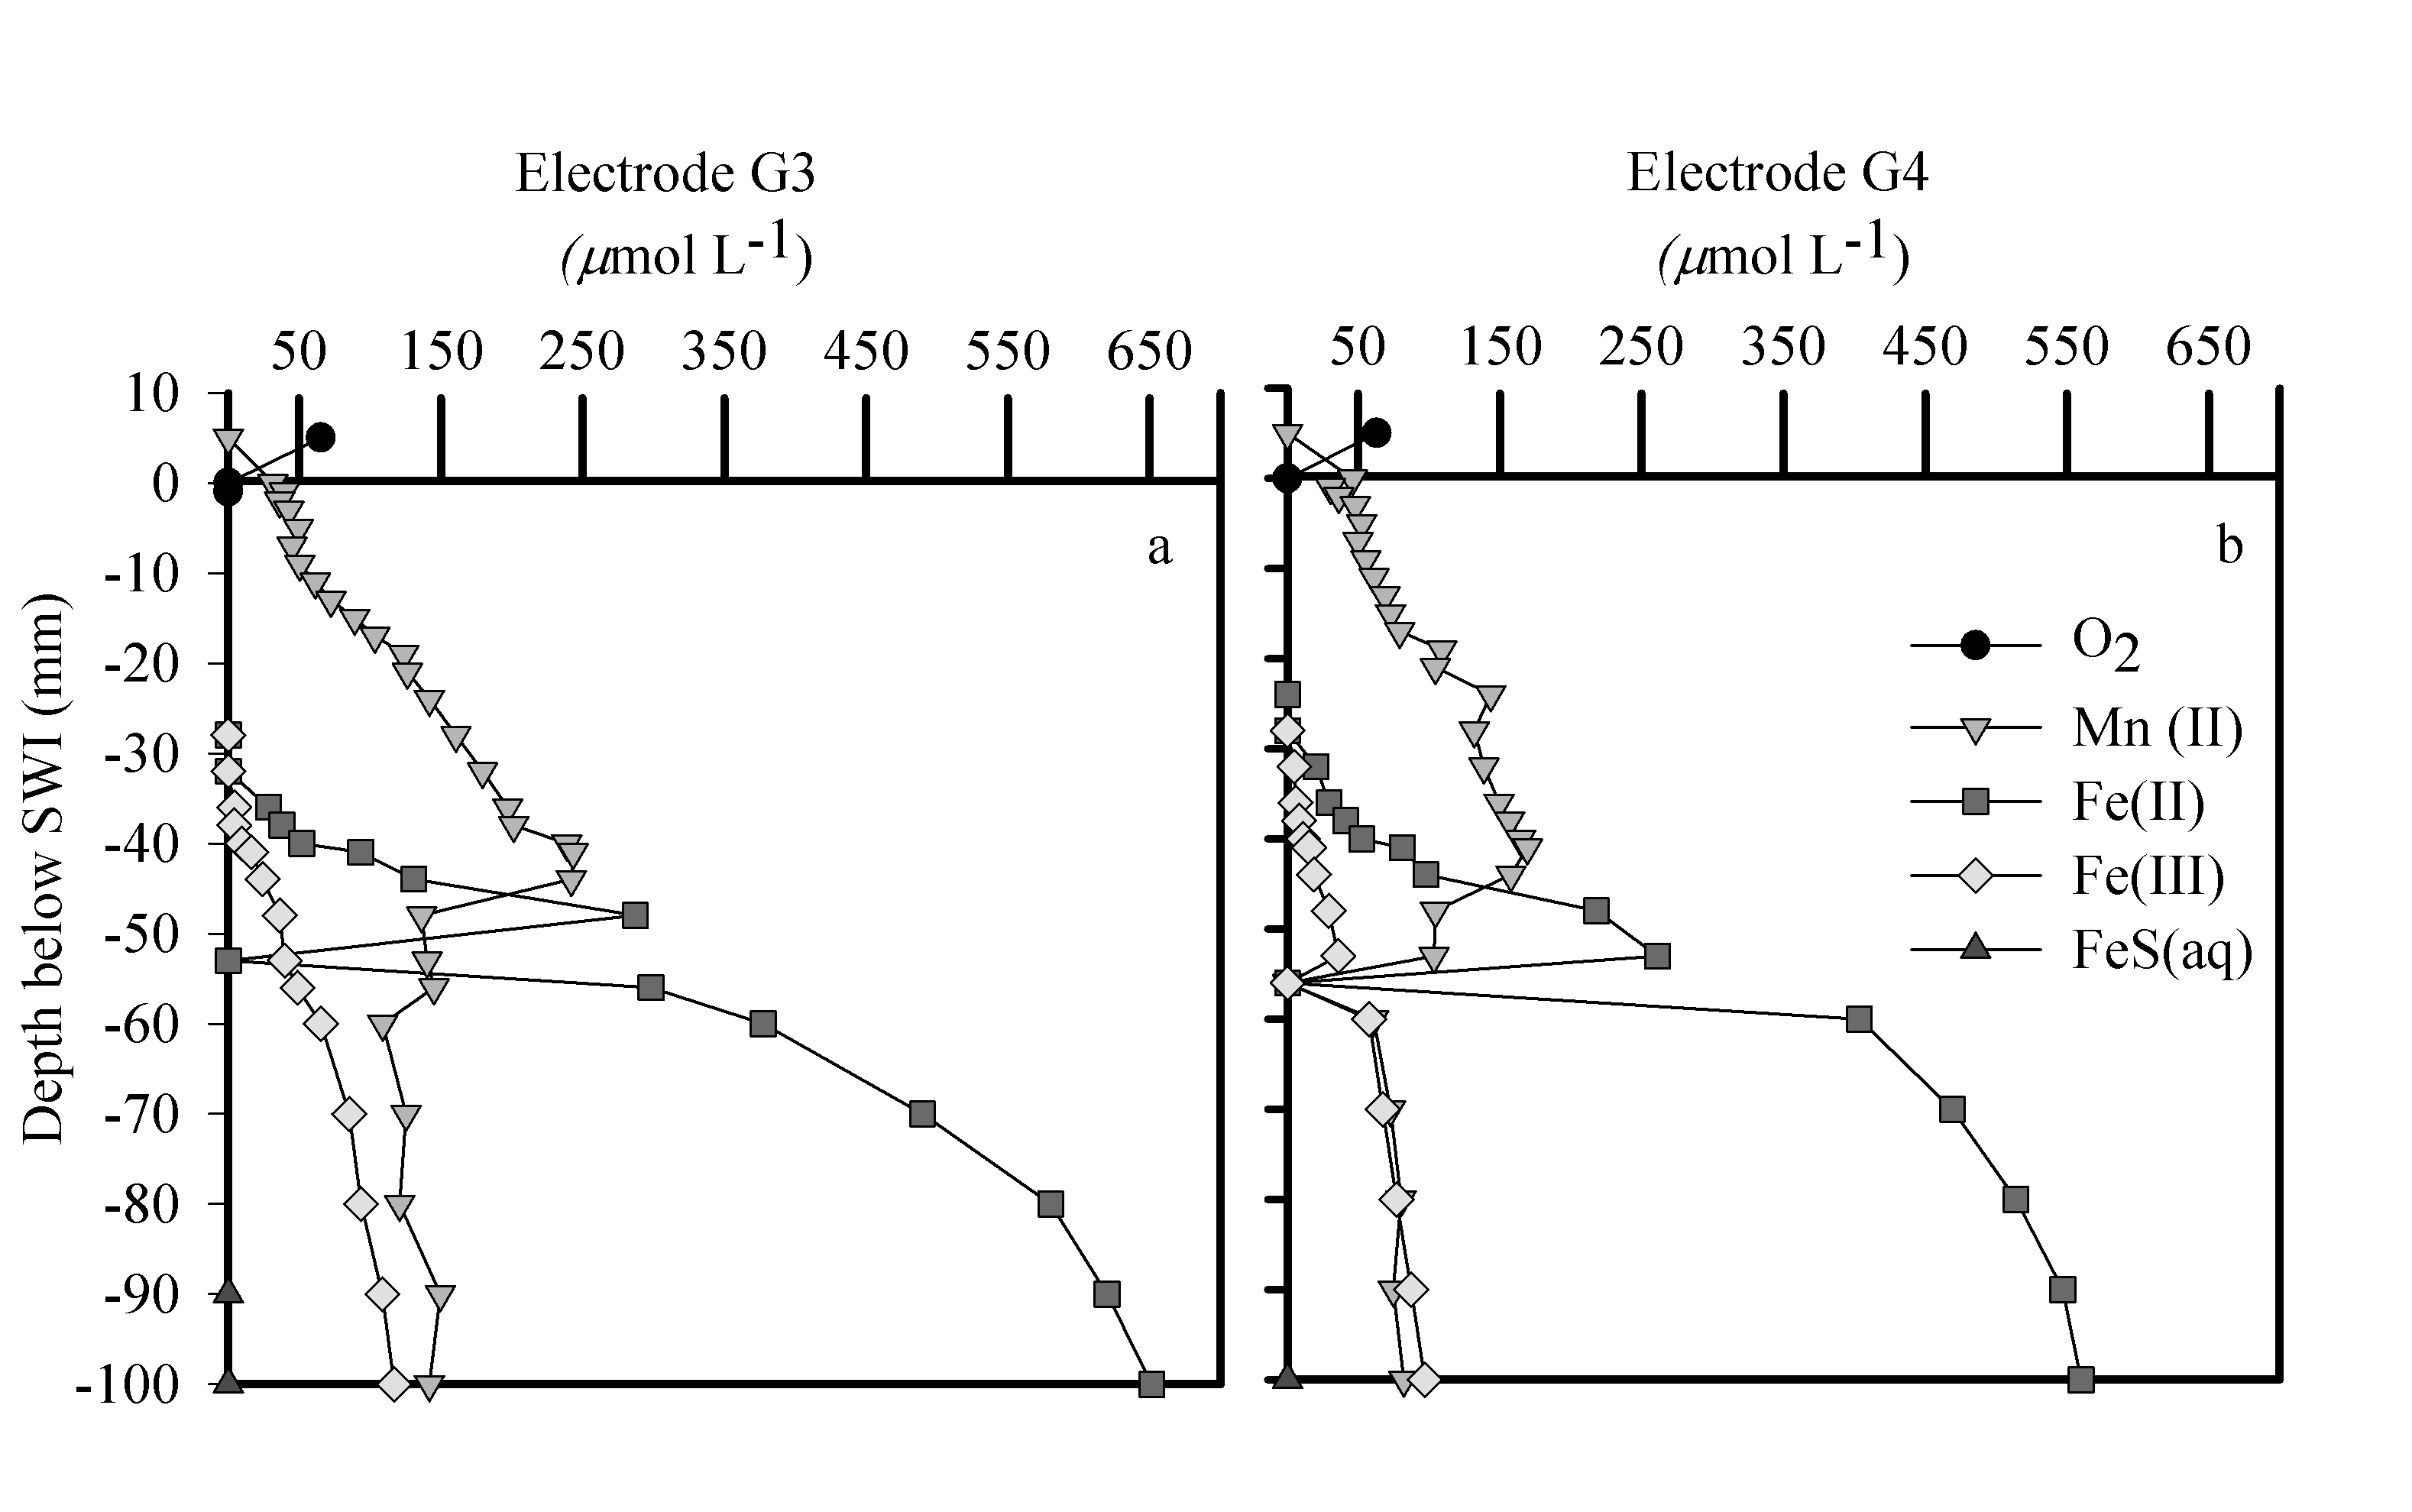 Electrode G3
(μmol L-1)
50 150 250 350 450 550 650
Electrode G4
(μmol L-1)
50 150 250 350 450 550 650
Depth below SWI (mm)
10
0
-10
-20
-30
-40
-50
-60
-70
-80
-90
-100
a
b
O2
Mn (II)
Fe(II)
Fe(III)
FeS(aq)